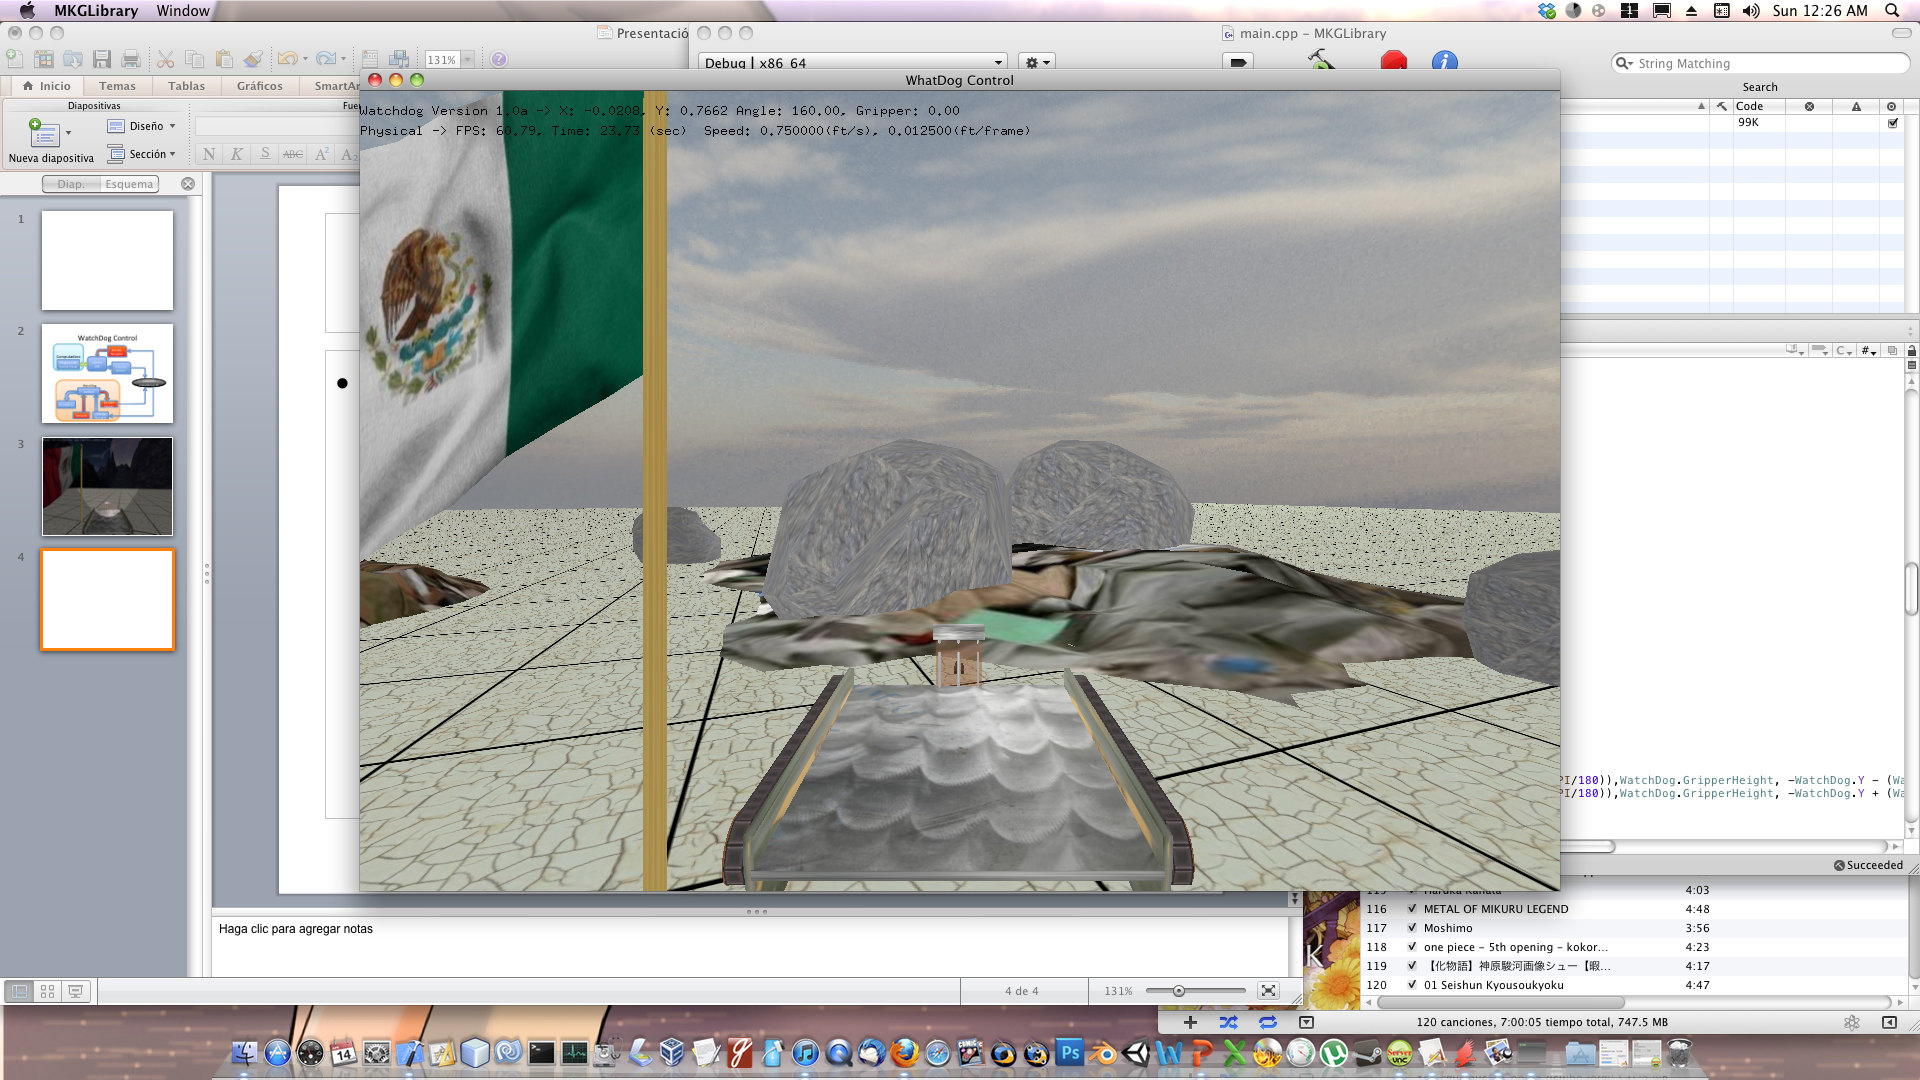 MKGLibrary Window
Sun 12:26 AM
Presentació
main.cpp – MKGLibrary
131%
Debug | x86_64
String Matching
Search
WhatDog Control
Inicio Temas Tablas Gráficos SmartAr
Diapositivas
Fue
Code
99K
Diseño
Sección
Nueva diapositiva
N K S ABC A² A₂
Watchdog Version 1.0a -> X: -0.0208, Y: 0.7662 Angle: 160.00, Gripper: 0.00
Physical -> FPS: 60.79, Time: 23.73 (sec) Speed: 0.750000(ft/s), 0.012500(ft/frame)
Diap. Esquema
1
2
WatchDog Control
3
4
PI/180)),WatchDog.GripperHeight, -WatchDog.Y - (Wa
PI/180)),WatchDog.GripperHeight, -WatchDog.Y + (Wa
Succeeded
115 Haruka Kanata 4:03
116 METAL OF MIKURU LEGEND 4:48
117 Moshimo 3:56
118 one piece – 5th opening – kokor... 4:23
119 【化物語】神原駿河画像シュー【暇... 4:17
120 01 Seishun Kyousoukyoku 4:47
Haga clic para agregar notas
4 de 4
131%
120 canciones, 7:00:05 tiempo total, 747.5 MB